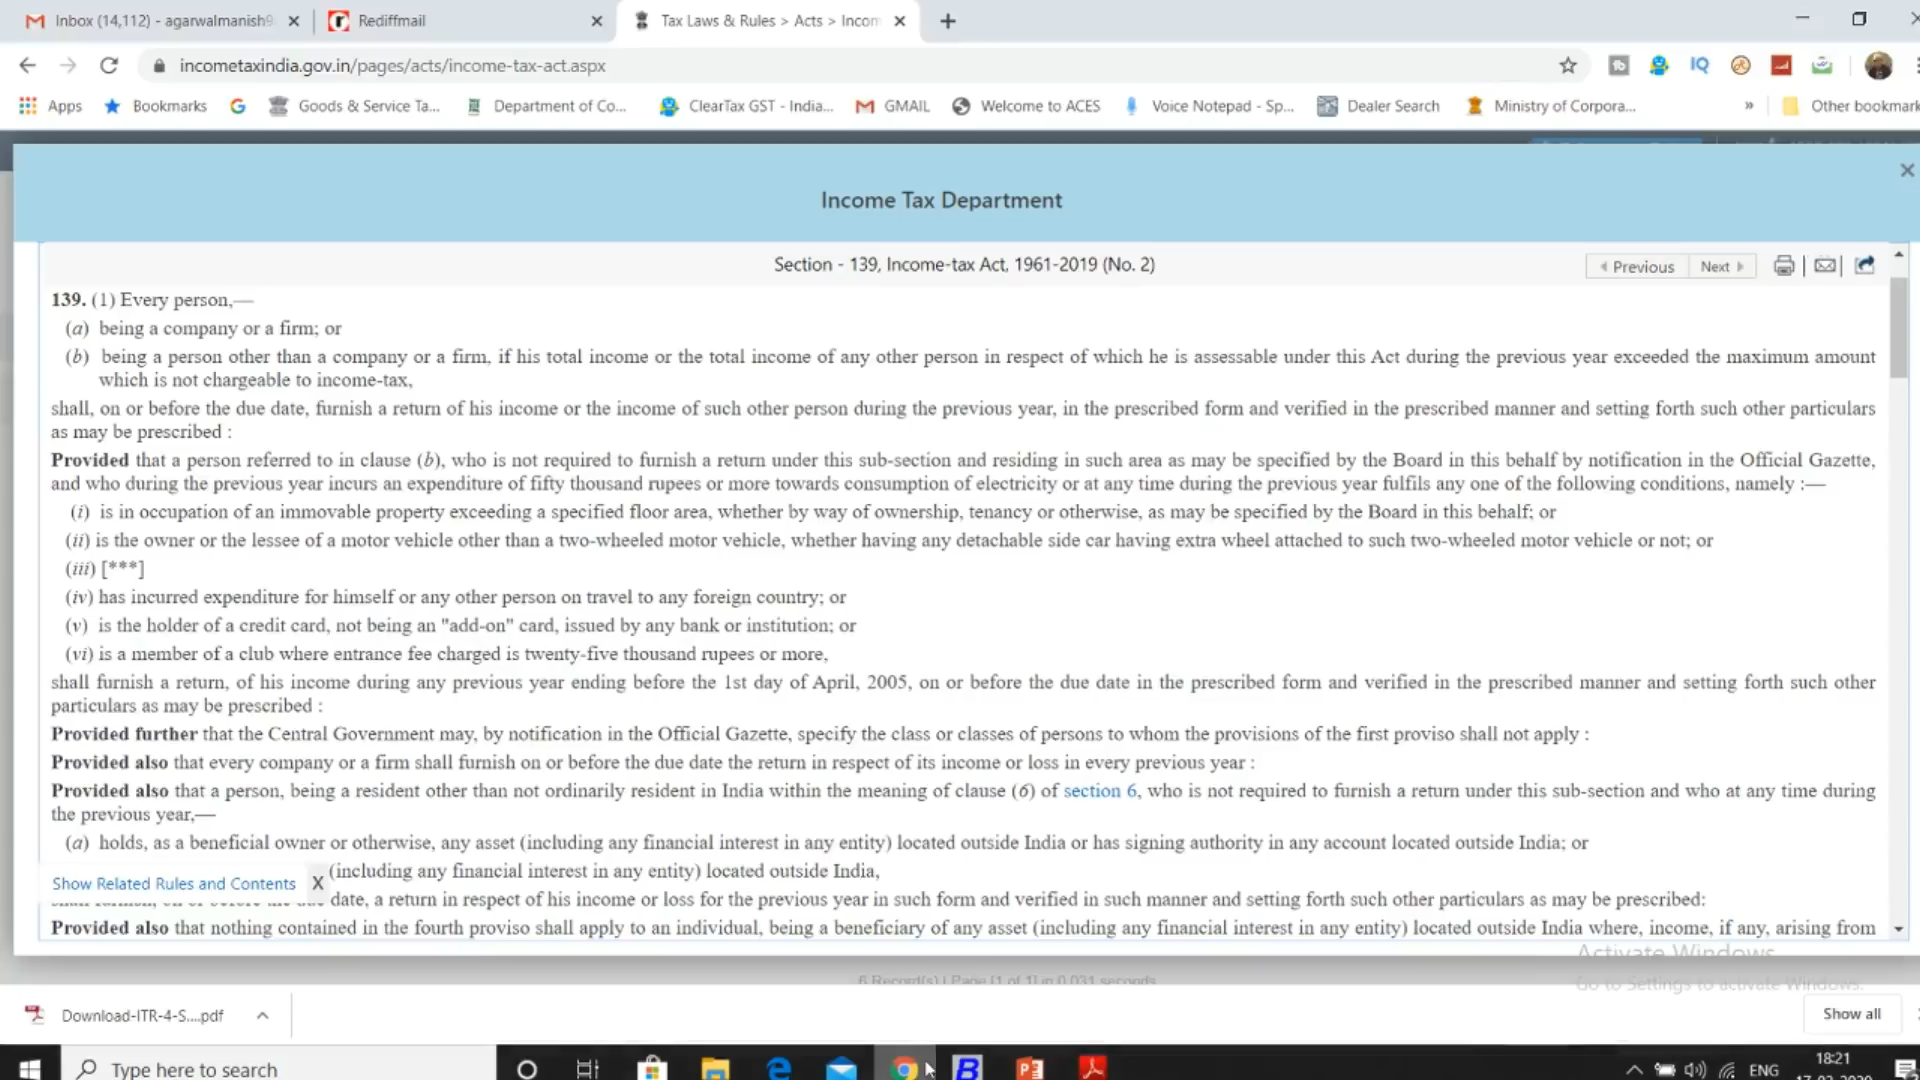 Inbox (14,112) - agarwalmanish9
Rediffmail
Tax Laws & Rules > Acts > Incom
incometaxindia.gov.in/pages/acts/income-tax-act.aspx
Apps
Bookmarks
Goods & Service Ta...
Department of Co...
ClearTax GST - India...
GMAIL
Welcome to ACES
Voice Notepad - Sp...
Dealer Search
Ministry of Corpora...
»
Other bookmark
Income Tax Department
Section - 139, Income-tax Act, 1961-2019 (No. 2)
Previous
Next
139. (1) Every person,—
(a) being a company or a firm; or
(b) being a person other than a company or a firm, if his total income or the total income of any other person in respect of which he is assessable under this Act during the previous year exceeded the maximum amount
which is not chargeable to income-tax,
shall, on or before the due date, furnish a return of his income or the income of such other person during the previous year, in the prescribed form and verified in the prescribed manner and setting forth such other particulars
as may be prescribed :
Provided that a person referred to in clause (b), who is not required to furnish a return under this sub-section and residing in such area as may be specified by the Board in this behalf by notification in the Official Gazette,
and who during the previous year incurs an expenditure of fifty thousand rupees or more towards consumption of electricity or at any time during the previous year fulfils any one of the following conditions, namely :—
(i) is in occupation of an immovable property exceeding a specified floor area, whether by way of ownership, tenancy or otherwise, as may be specified by the Board in this behalf; or
(ii) is the owner or the lessee of a motor vehicle other than a two-wheeled motor vehicle, whether having any detachable side car having extra wheel attached to such two-wheeled motor vehicle or not; or
(iii) [***]
(iv) has incurred expenditure for himself or any other person on travel to any foreign country; or
(v) is the holder of a credit card, not being an "add-on" card, issued by any bank or institution; or
(vi) is a member of a club where entrance fee charged is twenty-five thousand rupees or more,
shall furnish a return, of his income during any previous year ending before the 1st day of April, 2005, on or before the due date in the prescribed form and verified in the prescribed manner and setting forth such other
particulars as may be prescribed :
Provided further that the Central Government may, by notification in the Official Gazette, specify the class or classes of persons to whom the provisions of the first proviso shall not apply :
Provided also that every company or a firm shall furnish on or before the due date the return in respect of its income or loss in every previous year :
Provided also that a person, being a resident other than not ordinarily resident in India within the meaning of clause (6) of section 6, who is not required to furnish a return under this sub-section and who at any time during
the previous year,—
(a) holds, as a beneficial owner or otherwise, any asset (including any financial interest in any entity) located outside India or has signing authority in any account located outside India; or
(including any financial interest in any entity) located outside India,
Show Related Rules and Contents X
date, a return in respect of his income or loss for the previous year in such form and verified in such manner and setting forth such other particulars as may be prescribed:
Provided also that nothing contained in the fourth proviso shall apply to an individual, being a beneficiary of any asset (including any financial interest in any entity) located outside India where, income, if any, arising from
Activate Windows
Go to Settings to activate Windows.
6 Record(s) | Page [1 of 1] in 0.031 seconds
Download-ITR-4-S....pdf
Show all
Type here to search
ENG
18:21